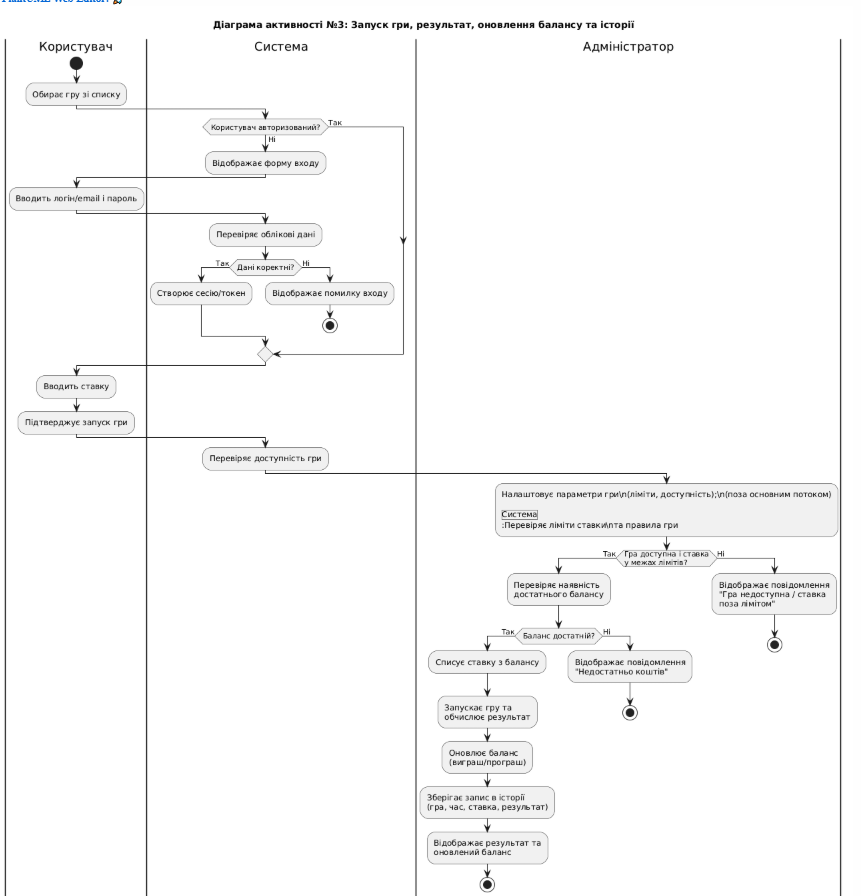 PlantUML Web Editor!
Діаграма активності №3: Запуск гри, результат, оновлення балансу та історії
Користувач
Система
Адміністратор
Обирає гру зі списку
Користувач авторизований?
Так
Ні
Відображає форму входу
Вводить логін/email і пароль
Перевіряє облікові дані
Так
Дані коректні?
Ні
Створює сесію/токен
Відображає помилку входу
Вводить ставку
Підтверджує запуск гри
Перевіряє доступність гри
Налаштовує параметри гри\n(ліміти, доступність);\n(поза основним потоком)
Система
:Перевіряє ліміти ставки\nта правила гри
Так
Гра доступна і ставка
у межах лімітів?
Ні
Перевіряє наявність
достатнього балансу
Відображає повідомлення
"Гра недоступна / ставка
поза лімітом"
Так
Баланс достатній?
Ні
Списує ставку з балансу
Відображає повідомлення
"Недостатньо коштів"
Запускає гру та
обчислює результат
Оновлює баланс
(виграш/програш)
Зберігає запис в історії
(гра, час, ставка, результат)
Відображає результат та
оновлений баланс